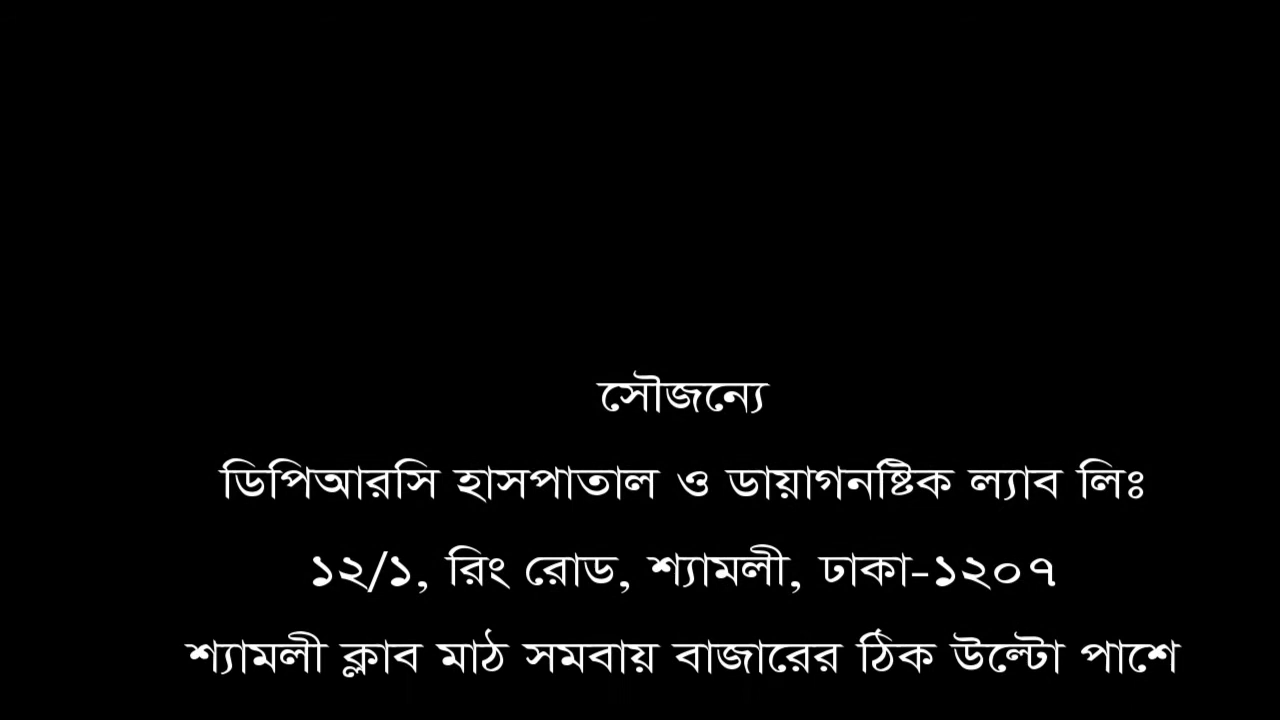 সৌজন্যে
ডিপিআরসি হাসপাতাল ও ডায়াগনষ্টিক ল্যাব লিঃ
১২/১, রিং রোড, শ্যামলী, ঢাকা-১২০৭
শ্যামলী ক্লাব মাঠ সমবায় বাজারের ঠিক উল্টো পাশে